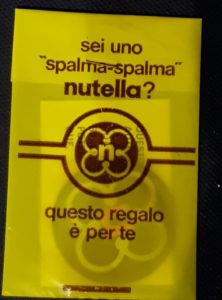 sei uno
"spalma-spalma"
nutella?
n
questo regalo
è per te